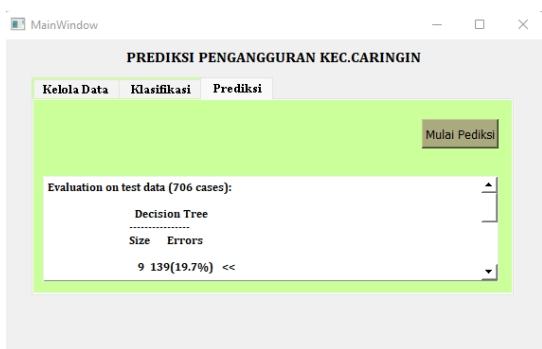 MainWindow
PREDIKSI PENGANGGURAN KEC.CARINGIN
Kelola Data Klasifikasi Prediksi
Mulai Pediksi
Evaluation on test data (706 cases):
Decision Tree
----------------
Size Errors
9 139(19.7%) <<